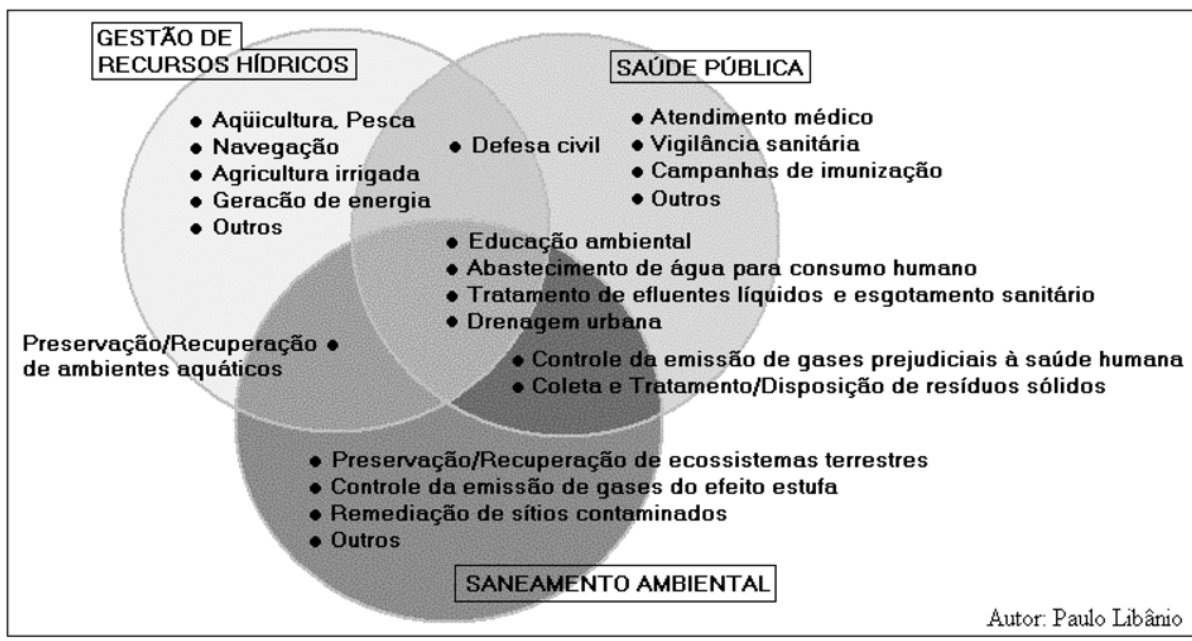 GESTÃO DE
RECURSOS HÍDRICOS
SAÚDE PÚBLICA
● Aqüicultura, Pesca
● Navegação
● Agricultura irrigada
● Geracão de energia
● Outros
● Defesa civil
● Atendimento médico
● Vigilância sanitária
● Campanhas de imunização
● Outros
● Educação ambiental
● Abastecimento de água para consumo humano
● Tratamento de efluentes líquidos e esgotamento sanitário
● Drenagem urbana
Preservação/Recuperação ●
de ambientes aquáticos
● Controle da emissão de gases prejudiciais à saúde humana
● Coleta e Tratamento/Disposição de resíduos sólidos
● Preservação/Recuperação de ecossistemas terrestres
● Controle da emissão de gases do efeito estufa
● Remediação de sítios contaminados
● Outros
SANEAMENTO AMBIENTAL
Autor: Paulo Libânio